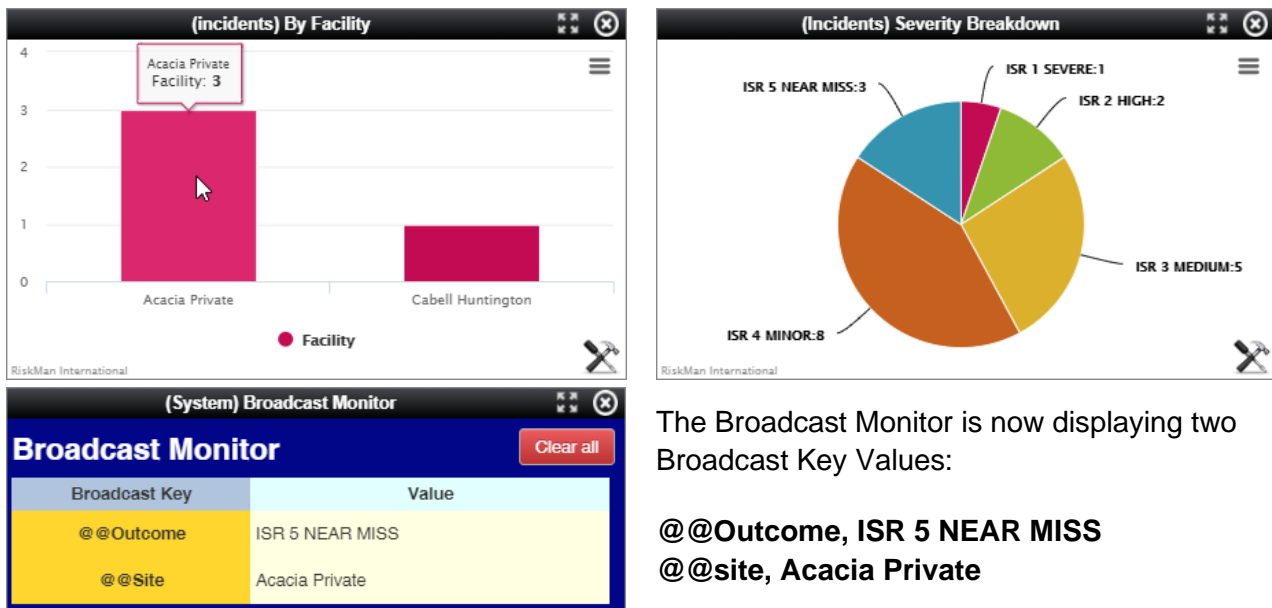 (incidents) By Facility
4
3
2
1
0
Acacia Private
Facility: 3
Acacia Private
Cabell Huntington
Facility
RiskMan International
(Incidents) Severity Breakdown
ISR 5 NEAR MISS:3
ISR 1 SEVERE:1
ISR 2 HIGH:2
ISR 3 MEDIUM:5
ISR 4 MINOR:8
RiskMan International
(System) Broadcast Monitor
Broadcast Monitor
Clear all
Broadcast Key Value
@@Outcome ISR 5 NEAR MISS
@@Site Acacia Private
The Broadcast Monitor is now displaying two
Broadcast Key Values:
@@Outcome, ISR 5 NEAR MISS
@@site, Acacia Private